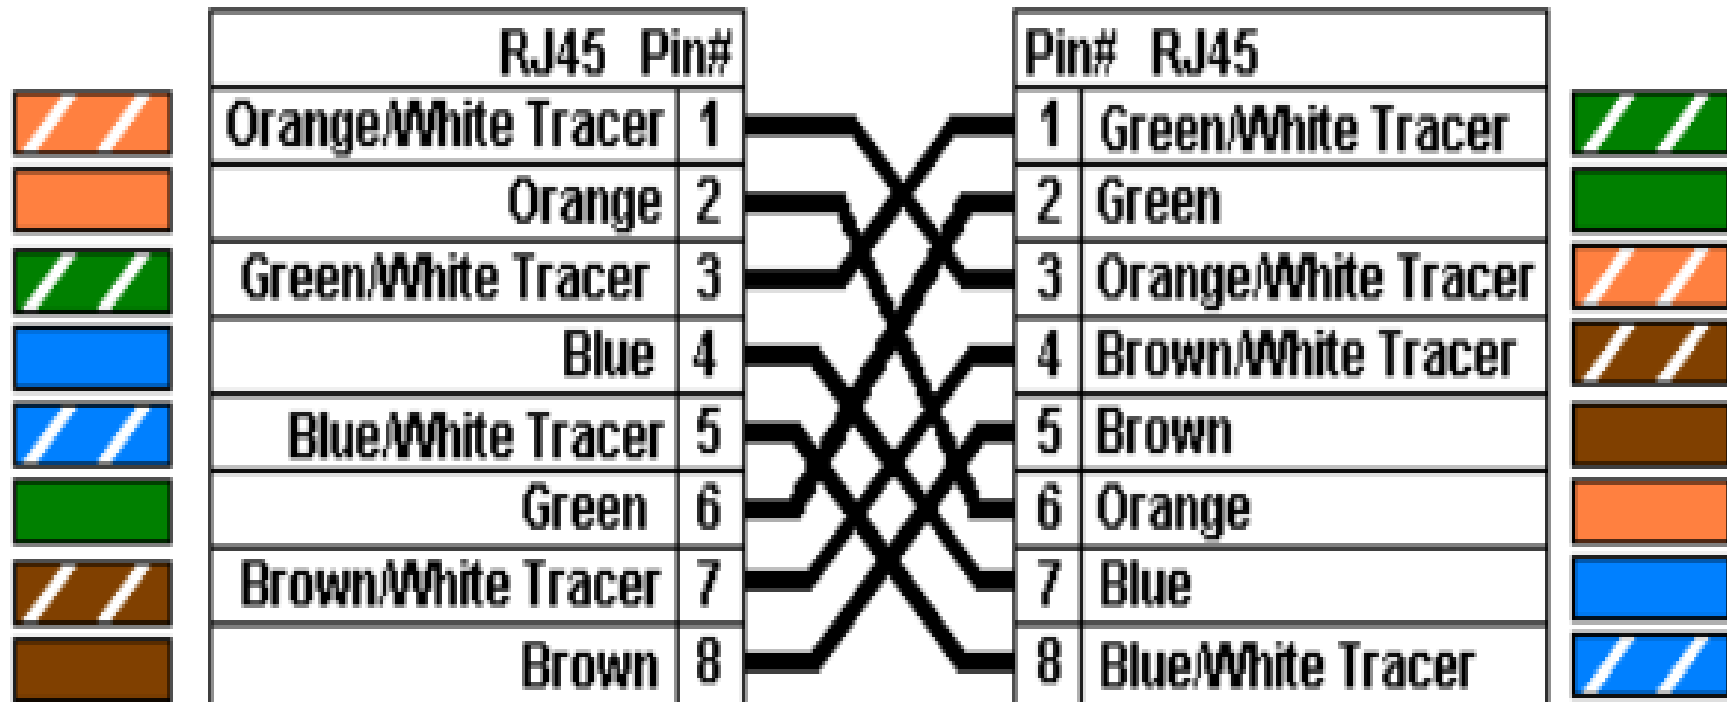 RJ45 Pin# Pin# RJ45
Orange/White Tracer 1 1 Green/White Tracer
Orange 2 2 Green
Green/White Tracer 3 3 Orange/White Tracer
Blue 4 4 Brown/White Tracer
Blue/White Tracer 5 5 Brown
Green 6 6 Orange
Brown/White Tracer 7 7 Blue
Brown 8 8 Blue/White Tracer